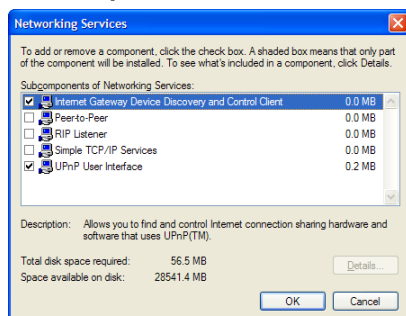 Networking Services
To add or remove a component, click the check box. A shaded box means that only part
of the component will be installed. To see what's included in a component, click Details.
Subcomponents of Networking Services:
Internet Gateway Device Discovery and Control Client 0.0 MB
Peer-to-Peer 0.0 MB
RIP Listener 0.0 MB
Simple TCP/IP Services 0.0 MB
UPnP User Interface 0.2 MB
Description: Allows you to find and control Internet connection sharing hardware and
software that uses UPnP(TM).
Total disk space required: 56.5 MB
Space available on disk: 28541.4 MB
Details...
OK Cancel